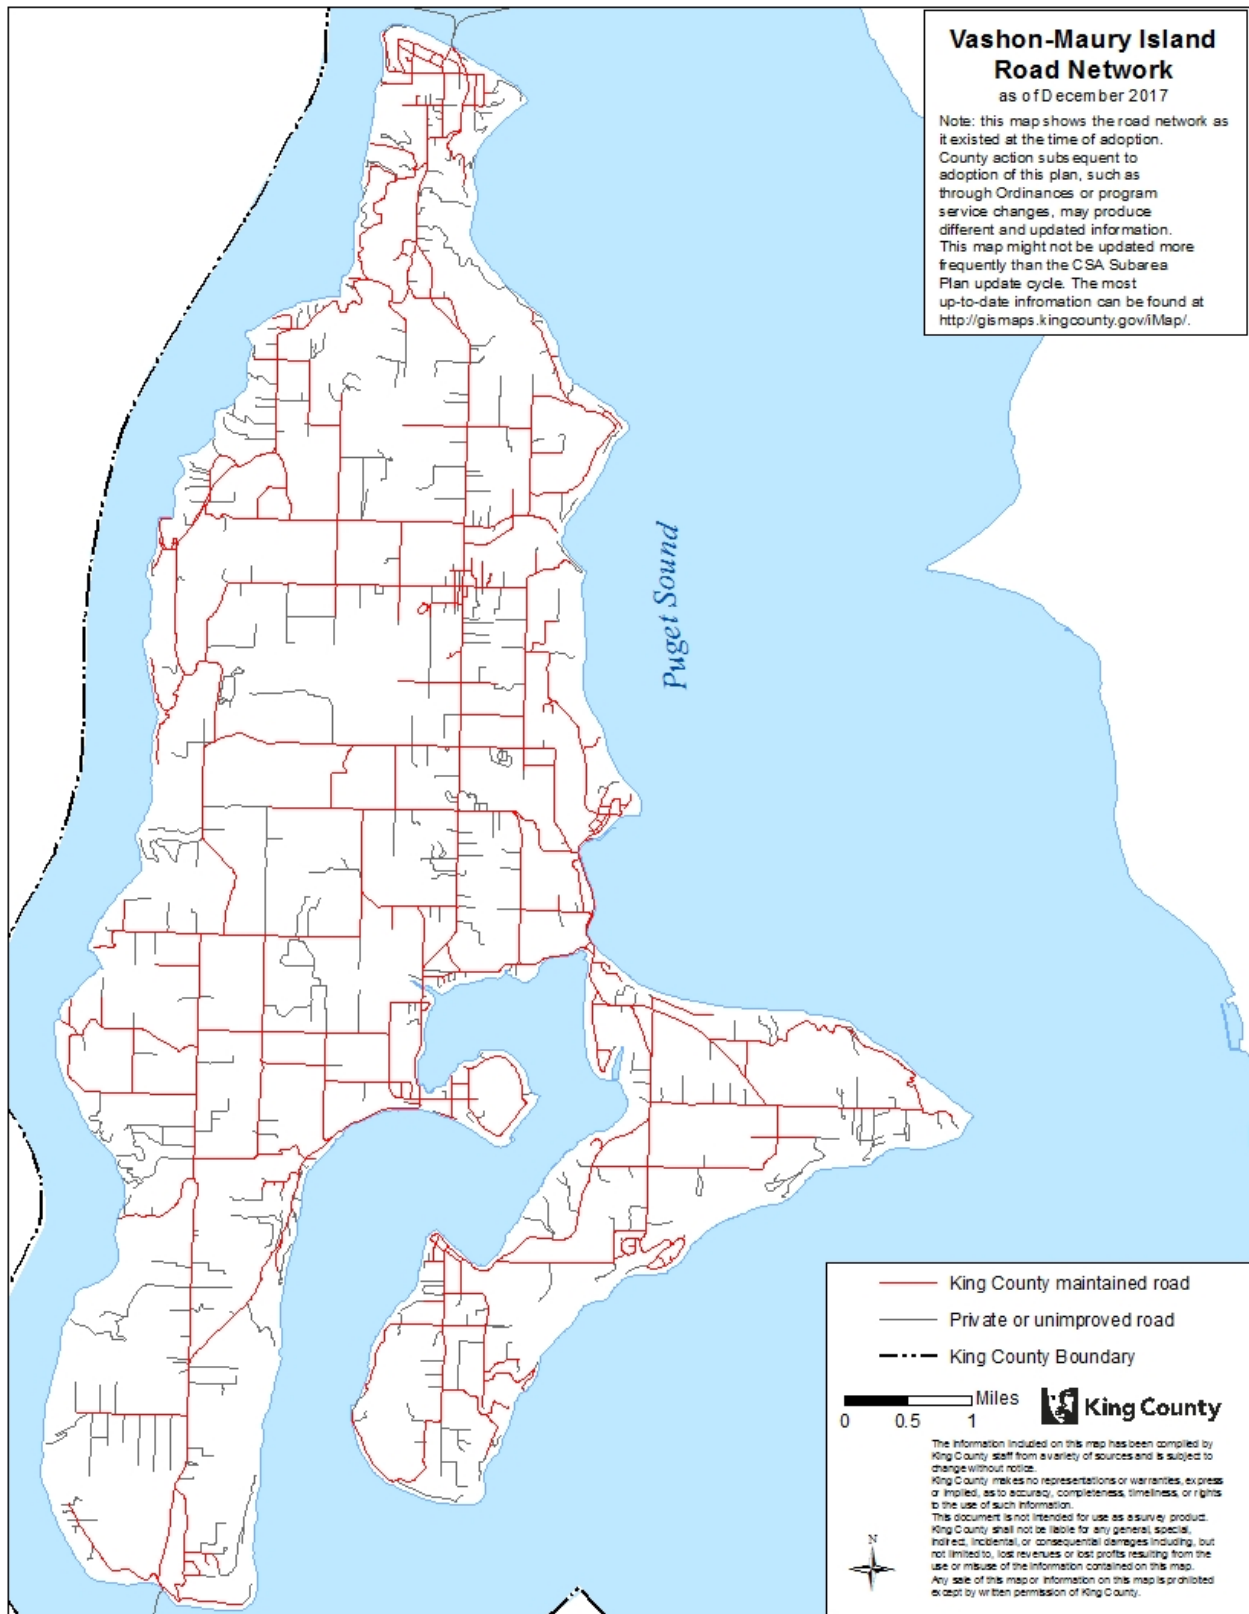 Vashon-Maury Island
Road Network
as of December 2017
Note: this map shows the road network as
it existed at the time of adoption.
County action subsequent to
adoption of this plan, such as
through Ordinances or program
service changes, may produce
different and updated information.
This map might not be updated more
frequently than the CSA Subarea
Plan update cycle. The most
up-to-date infromation can be found at
http://gismaps.kingcounty.gov/iMap/.
Puget Sound
King County maintained road
Private or unimproved road
King County Boundary
Miles
0 0.5 1
King County
The information included on this map has been compiled by
King County staff from a variety of sources and is subject to
change without notice.
King County makes no representations or warranties, express
or implied, as to accuracy, completeness, timeliness, or rights
to the use of such information.
This document is not intended for use as a survey product.
King County shall not be liable for any general, special,
indirect, incidental, or consequential damages including, but
not limited to, lost revenues or lost profits resulting from the
use or misuse of the information contained on this map.
Any sale of this map or information on this map is prohibited
except by written permission of King County.
N